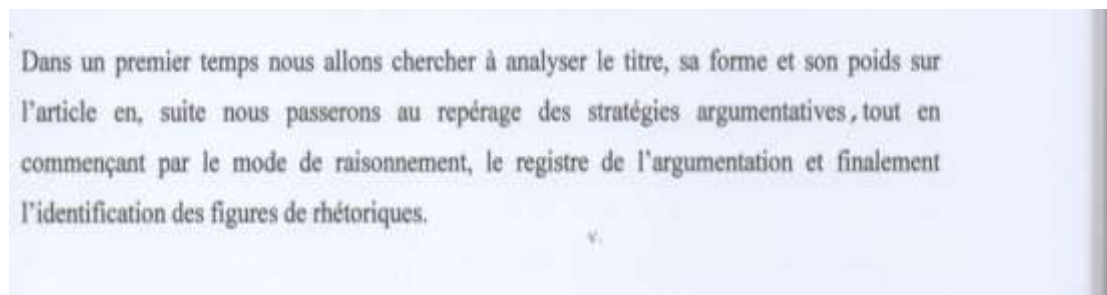 Dans un premier temps nous allons chercher à analyser le titre, sa forme et son poids sur
l'article en, suite nous passerons au repérage des stratégies argumentatives, tout en
commençant par le mode de raisonnement, le registre de l'argumentation et finalement
l'identification des figures de rhétoriques.